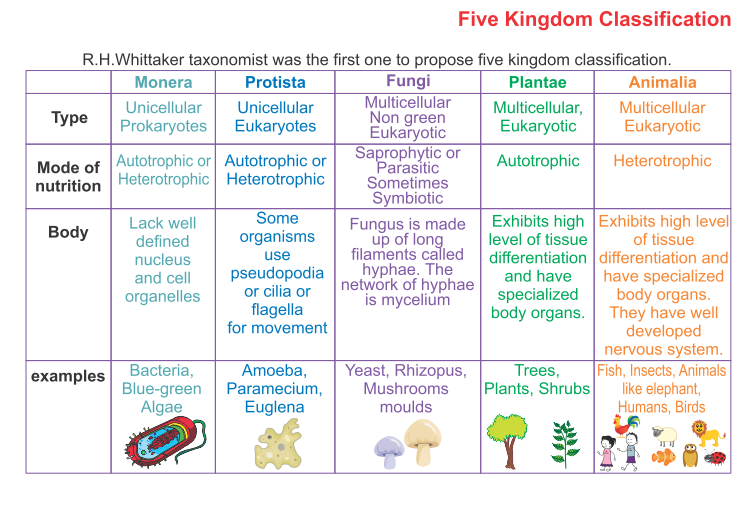 Five Kingdom Classification
R.H.Whittaker taxonomist was the first one to propose five kingdom classification.
Monera
Protista
Fungi
Plantae
Animalia
Type
Unicellular
Prokaryotes
Unicellular
Eukaryotes
Multicellular
Non green
Eukaryotic
Multicellular,
Eukaryotic
Multicellular
Eukaryotic
Mode of
nutrition
Autotrophic or
Heterotrophic
Autotrophic or
Heterotrophic
Saprophytic or
Parasitic
Sometimes
Symbiotic
Autotrophic
Heterotrophic
Body
Lack well
defined
nucleus
and cell
organelles
Some
organisms
use
pseudopodia
or cilia or
flagella
for movement
Fungus is made
up of long
filaments called
hyphae. The
network of hyphae
is mycelium
Exhibits high
level of tissue
differentiation
and have
specialized
body organs.
Exhibits high level
of tissue
differentiation and
have specialized
body organs.
They have well
developed
nervous system.
examples
Bacteria,
Blue-green
Algae
Amoeba,
Paramecium,
Euglena
Yeast, Rhizopus,
Mushrooms
moulds
Trees,
Plants, Shrubs
Fish, Insects, Animals
like elephant,
Humans, Birds